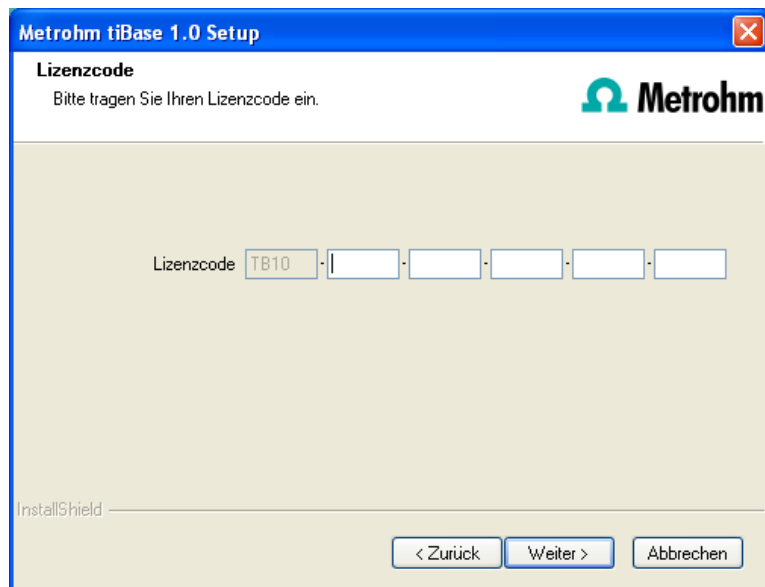 Metrohm tiBase 1.0 Setup
Lizenzcode
Bitte tragen Sie Ihren Lizenzcode ein.
Metrohm
Lizenzcode TB10 - - - - -
InstallShield
< Zurück Weiter > Abbrechen